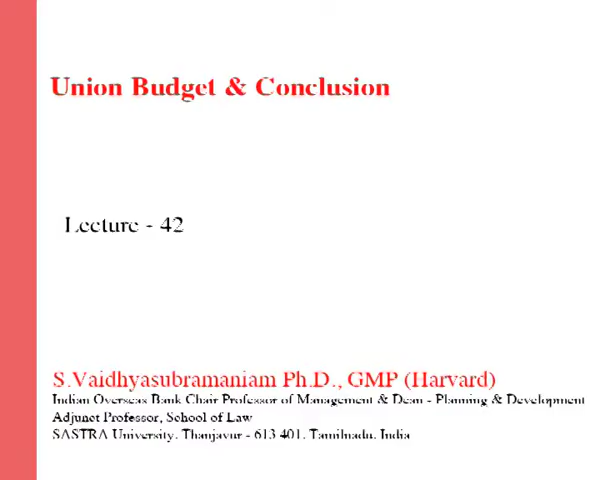 Union Budget & Conclusion
Lecture - 42
S.Vaidhyasubramaniam Ph.D., GMP (Harvard)
Indian Overseas Bank Chair Professor of Management & Dean - Planning & Development
Adjunct Professor, School of Law
SASTRA University, Thanjavur - 613 401, Tamilnadu, India